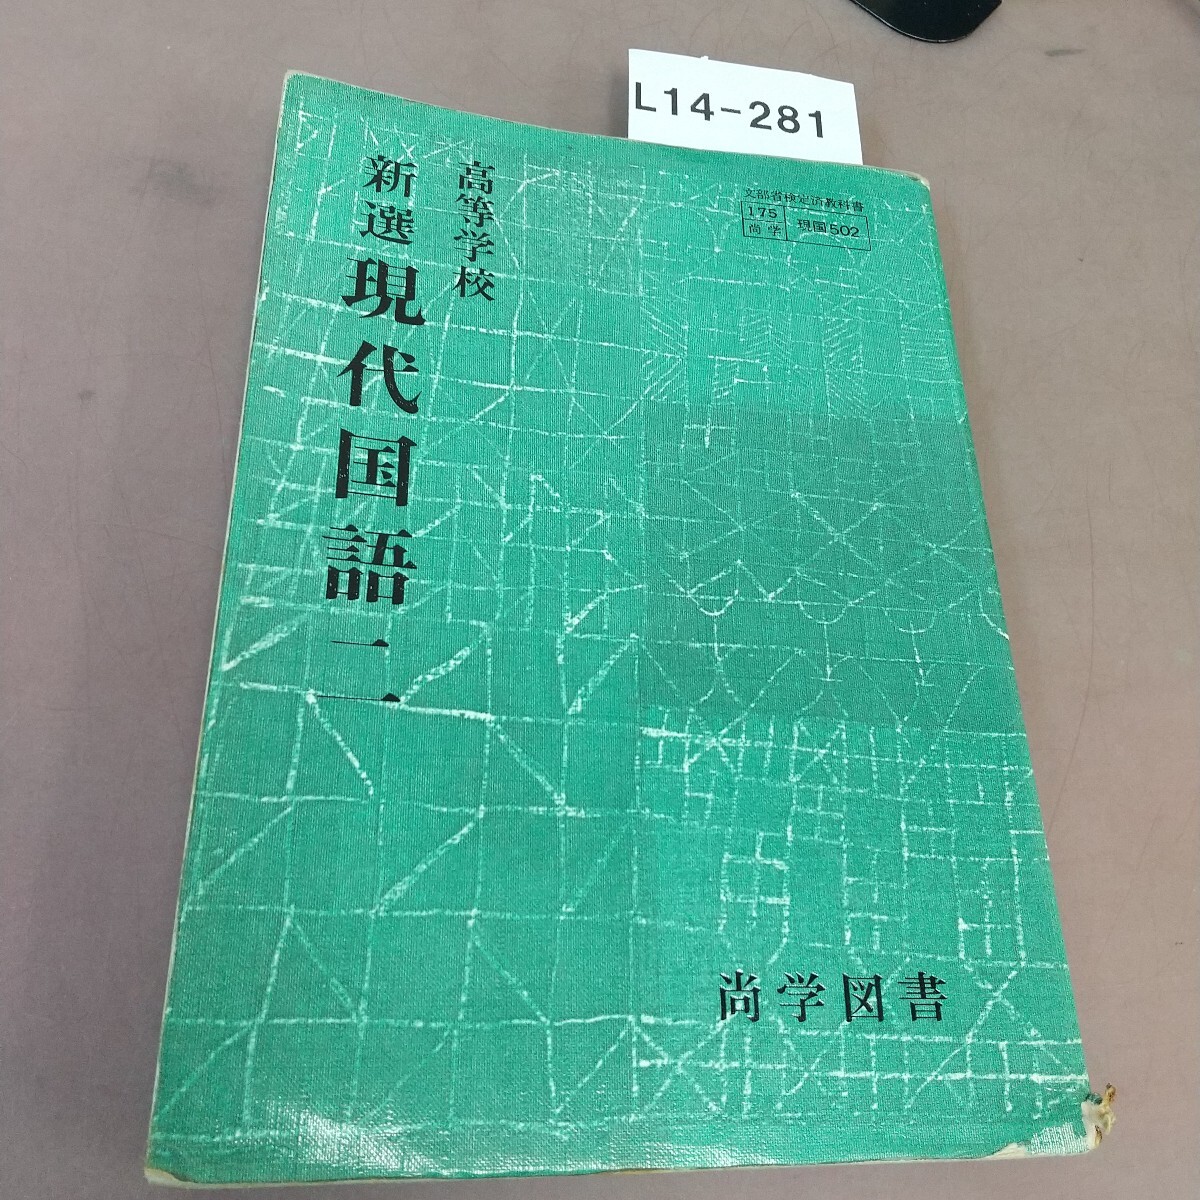 L14-281
文部省検定済教科書
175
尚学
現国502
高等学校
新選現代国語二
尚学図書